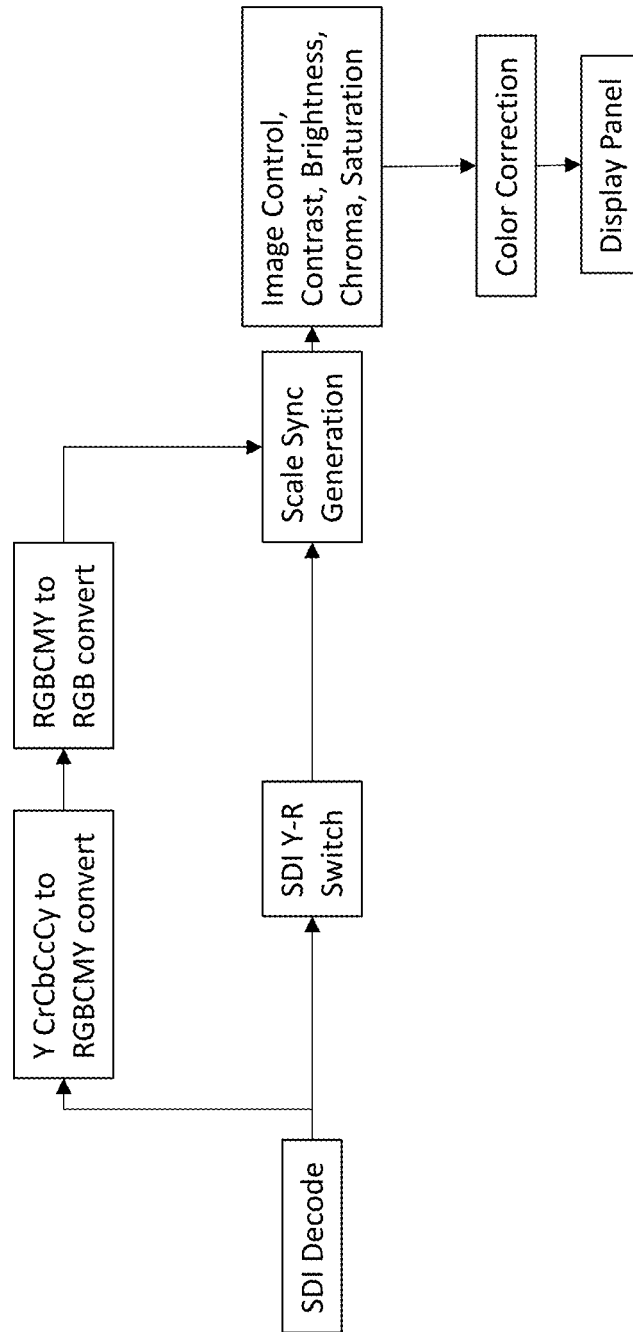 SDI Decode
Y CrCbCcCy to
RGBCMY convert
RGBCMY to
RGB convert
SDI Y-R
Switch
Scale Sync
Generation
Image Control,
Contrast, Brightness,
Chroma, Saturation
Color Correction
Display Panel